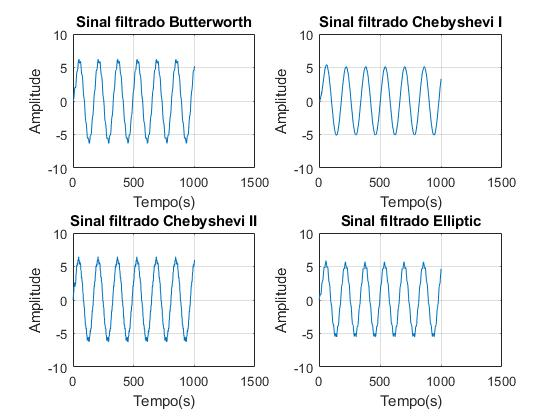 Sinal filtrado Butterworth
10
5
0
-5
-10
Amplitude
0 500 1000 1500
Tempo(s)
Sinal filtrado Chebyshevi I
10
5
0
-5
-10
Amplitude
0 500 1000 1500
Tempo(s)
Sinal filtrado Chebyshevi II
10
5
0
-5
-10
Amplitude
0 500 1000 1500
Tempo(s)
Sinal filtrado Elliptic
10
5
0
-5
-10
Amplitude
0 500 1000 1500
Tempo(s)